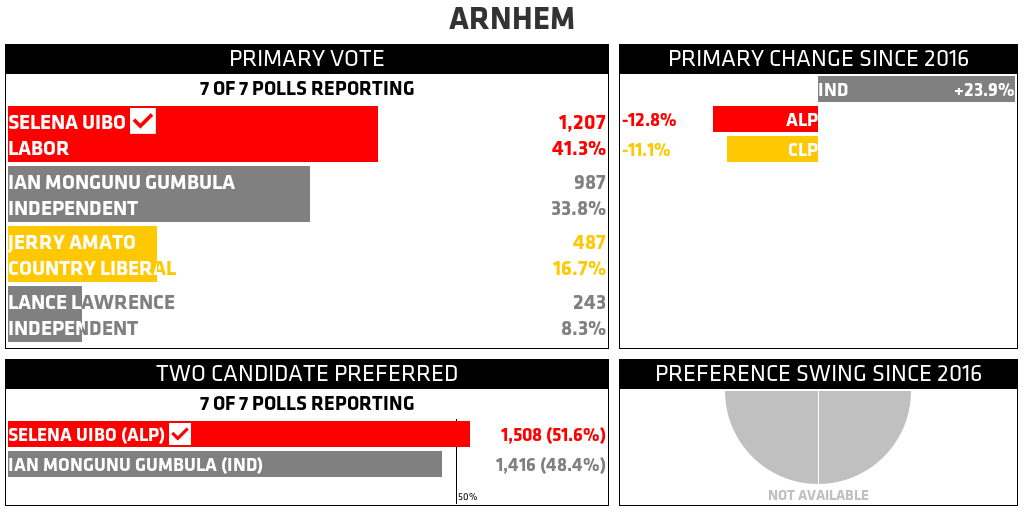 ARNHEM
PRIMARY VOTE
7 OF 7 POLLS REPORTING
SELENA UIBO 1,207
LABOR 41.3%
IAN MONGUNU GUMBULA 987
INDEPENDENT 33.8%
JERRY AMATO 487
COUNTRY LIBERAL 16.7%
LANCE LAWRENCE 243
INDEPENDENT 8.3%
PRIMARY CHANGE SINCE 2016
IND +23.9%
-12.8% ALP
-11.1% CLP
TWO CANDIDATE PREFERRED
7 OF 7 POLLS REPORTING
SELENA UIBO (ALP) 1,508 (51.6%)
IAN MONGUNU GUMBULA (IND) 1,416 (48.4%)
50%
PREFERENCE SWING SINCE 2016
NOT AVAILABLE